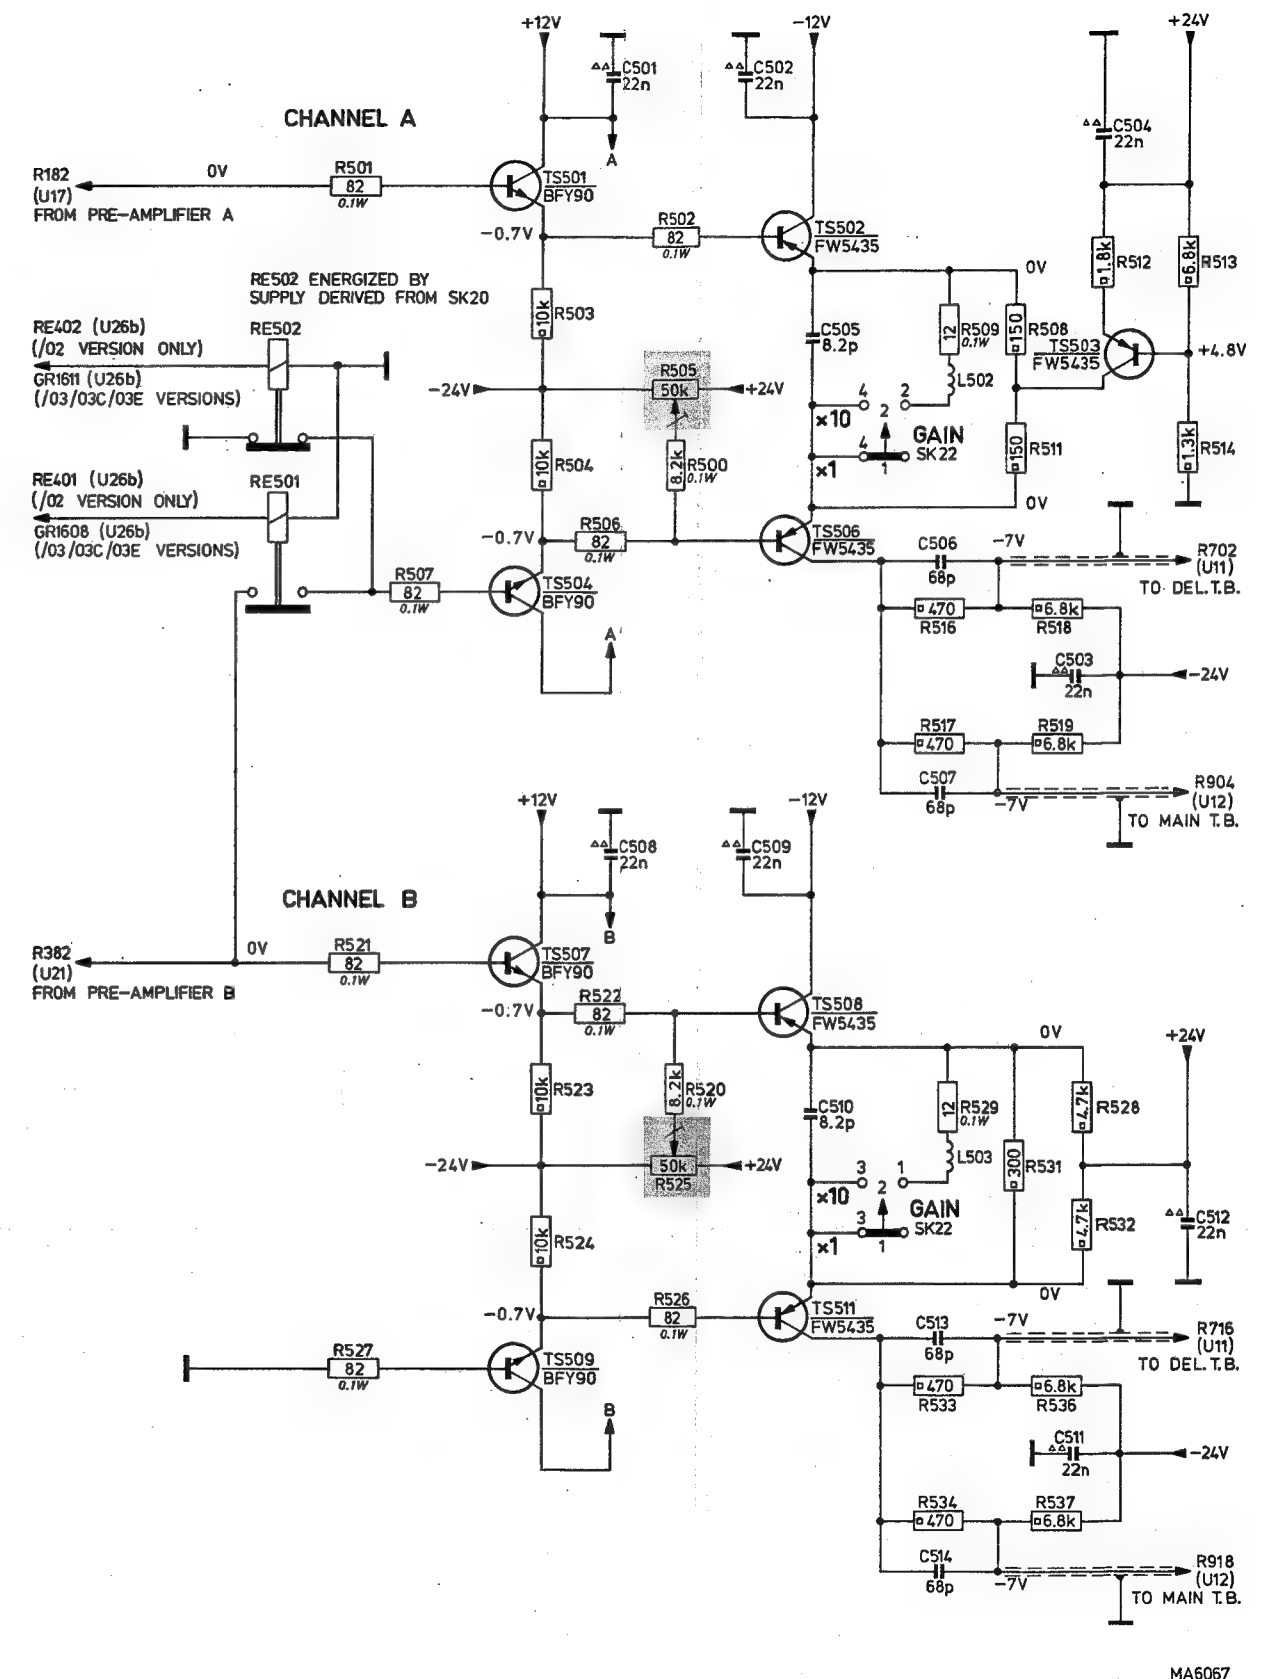 +12V
-12V
+24V
△△ C501
22n
△△ C502
22n
△△ C504
22n
CHANNEL A
A
R182
(U17)
FROM PRE-AMPLIFIER A
0V
R501
82
0.1W
TS501
BFY90
-0.7V
R502
82
0.1W
TS502
FW5435
0V
1.8k
R512
6.8k
R513
RE502 ENERGIZED BY
SUPPLY DERIVED FROM SK20
RE402 (U26b)
(/02 VERSION ONLY)
GR1611 (U26b)
(/03/03C/03E VERSIONS)
RE502
10k
R503
C505
8.2p
12
R509
0.1W
150
R508
TS503
FW5435
+4.8V
-24V
R505
50k
+24V
L502
4
2
x10
2
GAIN
SK22
4
1
x1
150
R511
1.3k
R514
10k
R504
8.2k
R500
0.1W
RE401 (U26b)
(/02 VERSION ONLY)
GR1608 (U26b)
(/03/03C/03E VERSIONS)
RE501
0V
-0.7V
R506
82
0.1W
TS506
FW5435
C506
68p
-7V
R702
(U11)
TO DEL.T.B.
R507
82
0.1W
TS504
BFY90
470
R516
6.8k
R518
A
△△ C503
22n
-24V
R517
470
R519
6.8k
C507
68p
-7V
R904
(U12)
TO MAIN T.B.
+12V
-12V
△△ C508
22n
△△ C509
22n
CHANNEL B
B
R382
(U21)
FROM PRE-AMPLIFIER B
0V
R521
82
0.1W
TS507
BFY90
-0.7V
R522
82
0.1W
TS508
FW5435
0V
+24V
10k
R523
8.2k
R520
0.1W
C510
8.2p
12
R529
0.1W
4.7k
R528
-24V
50k
R525
+24V
L503
300
R531
3
1
x10
2
GAIN
SK22
3
1
x1
4.7k
R532
△△ C512
22n
10k
R524
0V
-0.7V
R526
82
0.1W
TS511
FW5435
C513
68p
-7V
R716
(U11)
TO DEL.T.B.
R527
82
0.1W
TS509
BFY90
470
R533
6.8k
R536
B
△△ C511
22n
-24V
R534
470
R537
6.8k
C514
68p
-7V
R918
(U12)
TO MAIN T.B.
MA6067